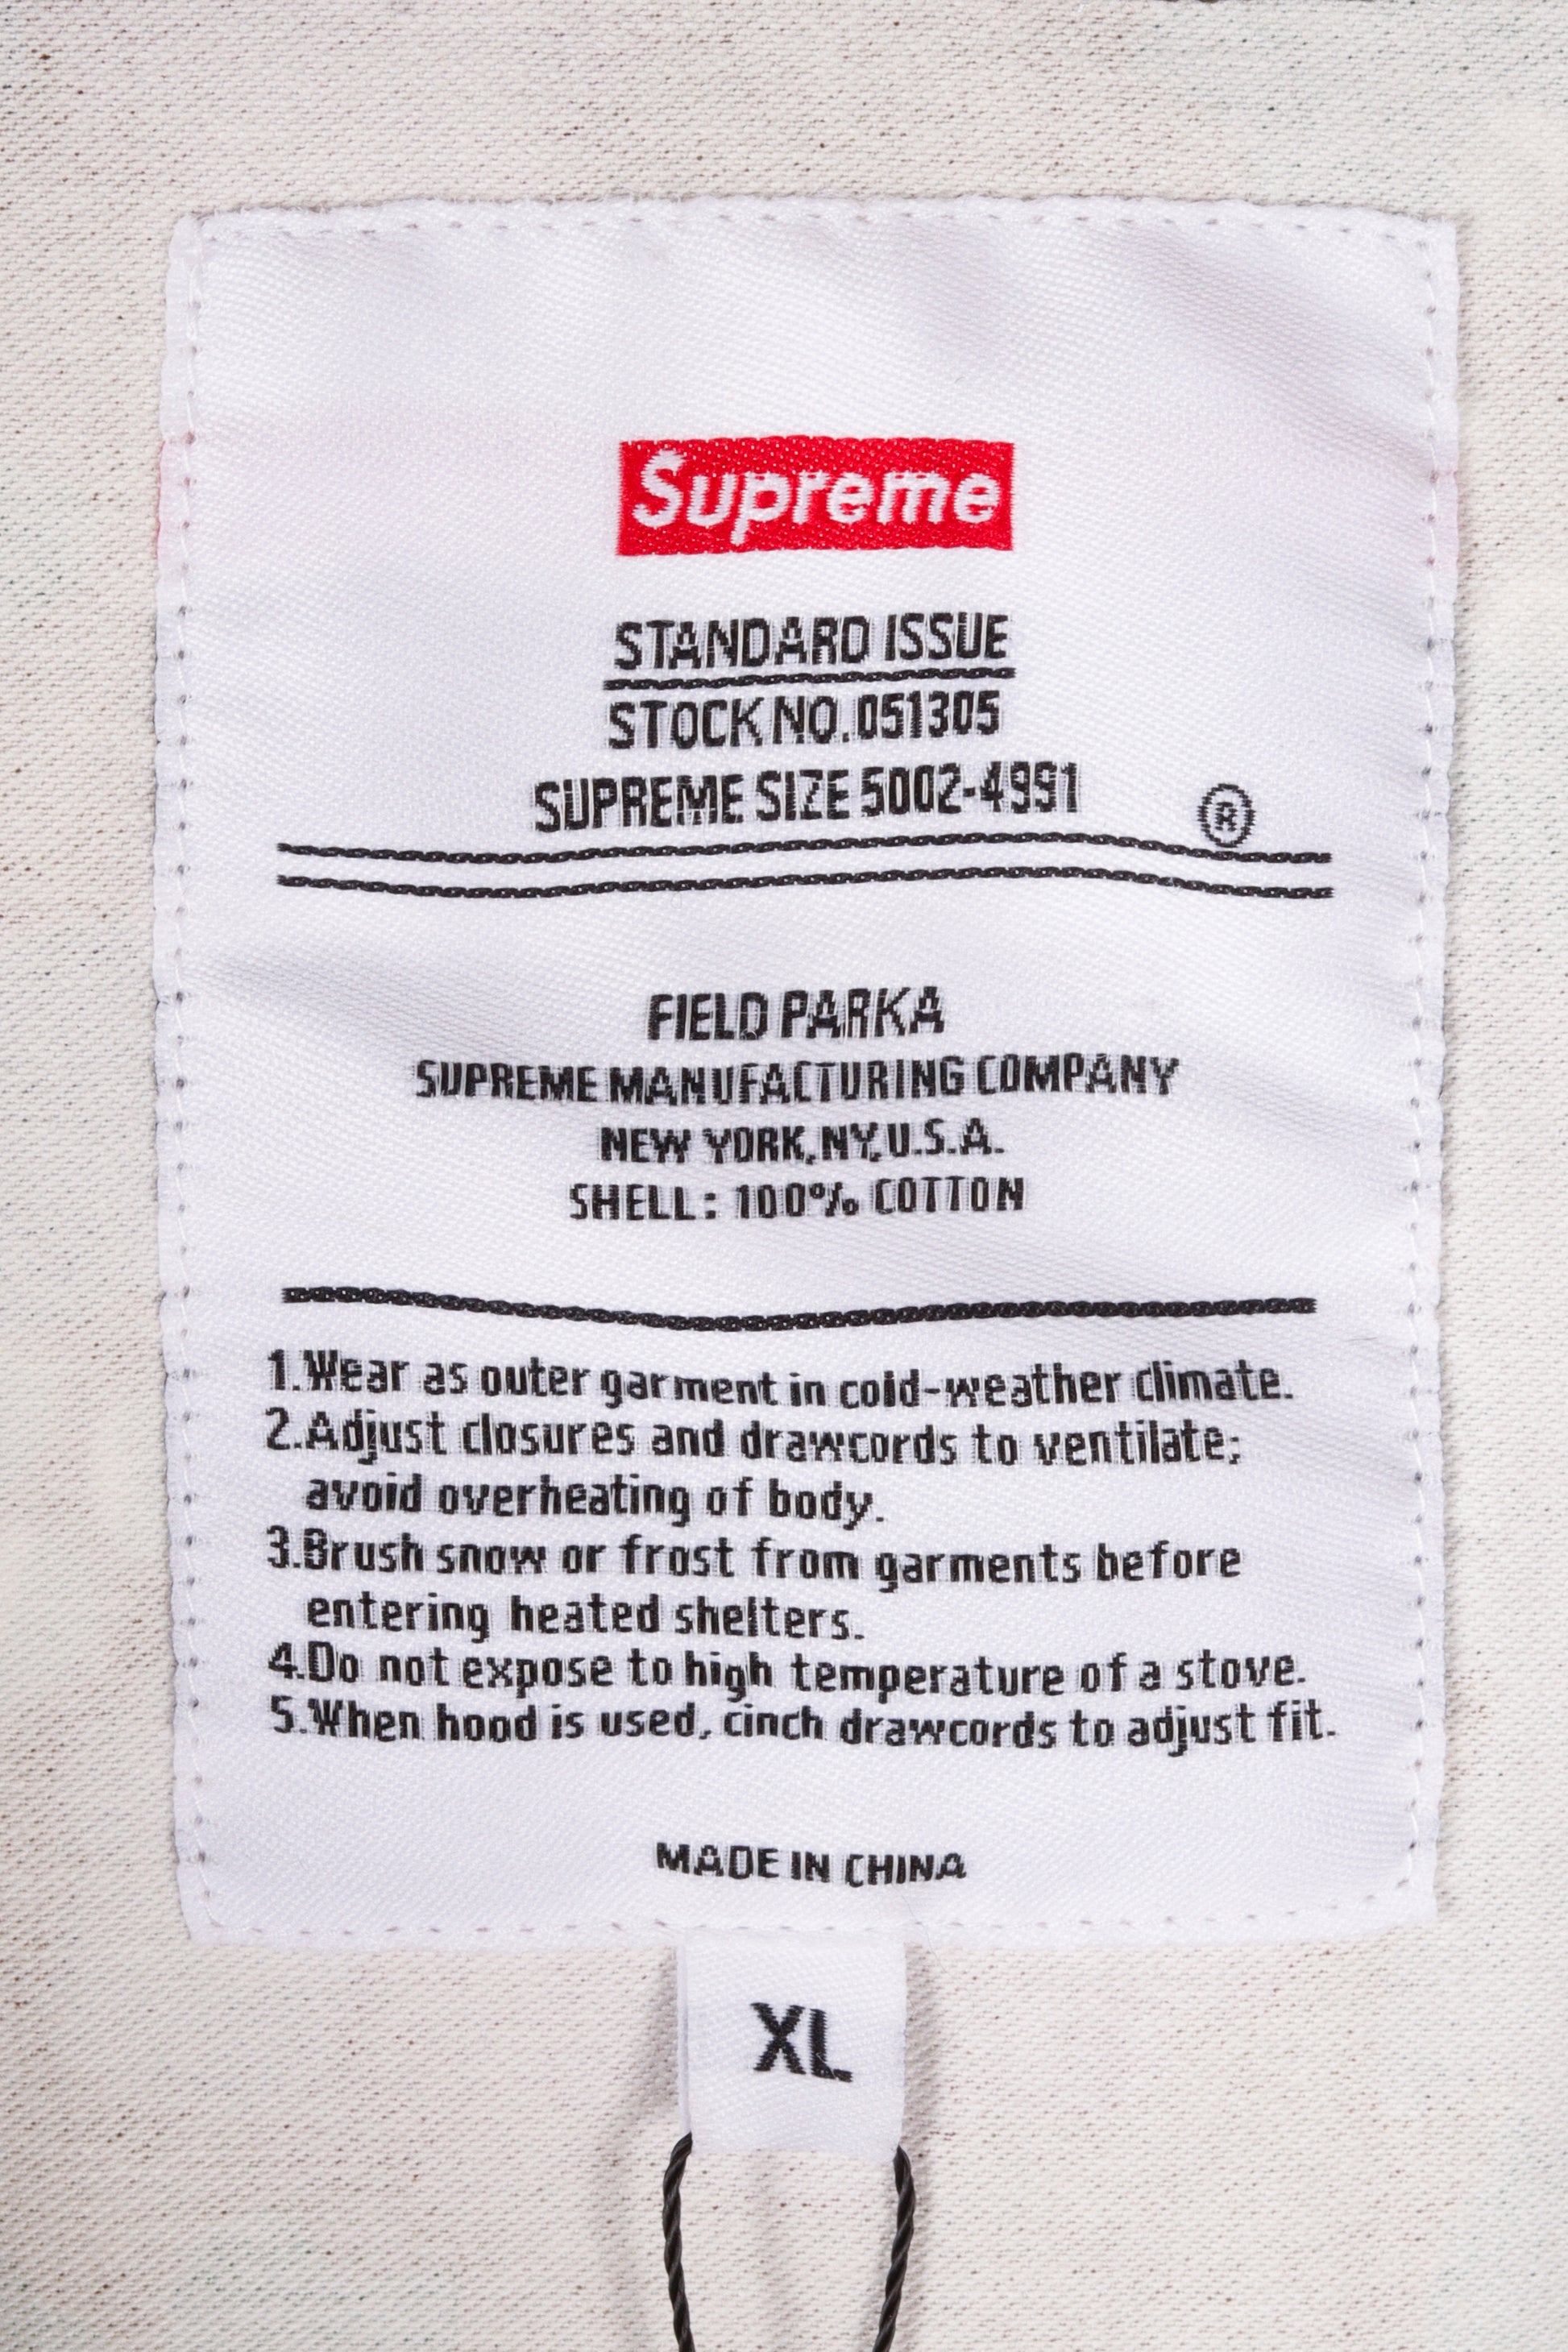 Supreme
STANDARD ISSUE
STOCK NO.051305
SUPREME SIZE 5002-4991
®
FIELD PARKA
SUPREME MANUFACTURING COMPANY
NEW YORK,NY,U.S.A.
SHELL: 100% COTTON
1.Wear as outer garment in cold-weather climate.
2.Adjust closures and drawcords to ventilate;
avoid overheating of body.
3.Brush snow or frost from garments before
entering heated shelters.
4.Do not expose to high temperature of a stove.
5.When hood is used, cinch drawcords to adjust fit.
MADE IN CHINA
XL